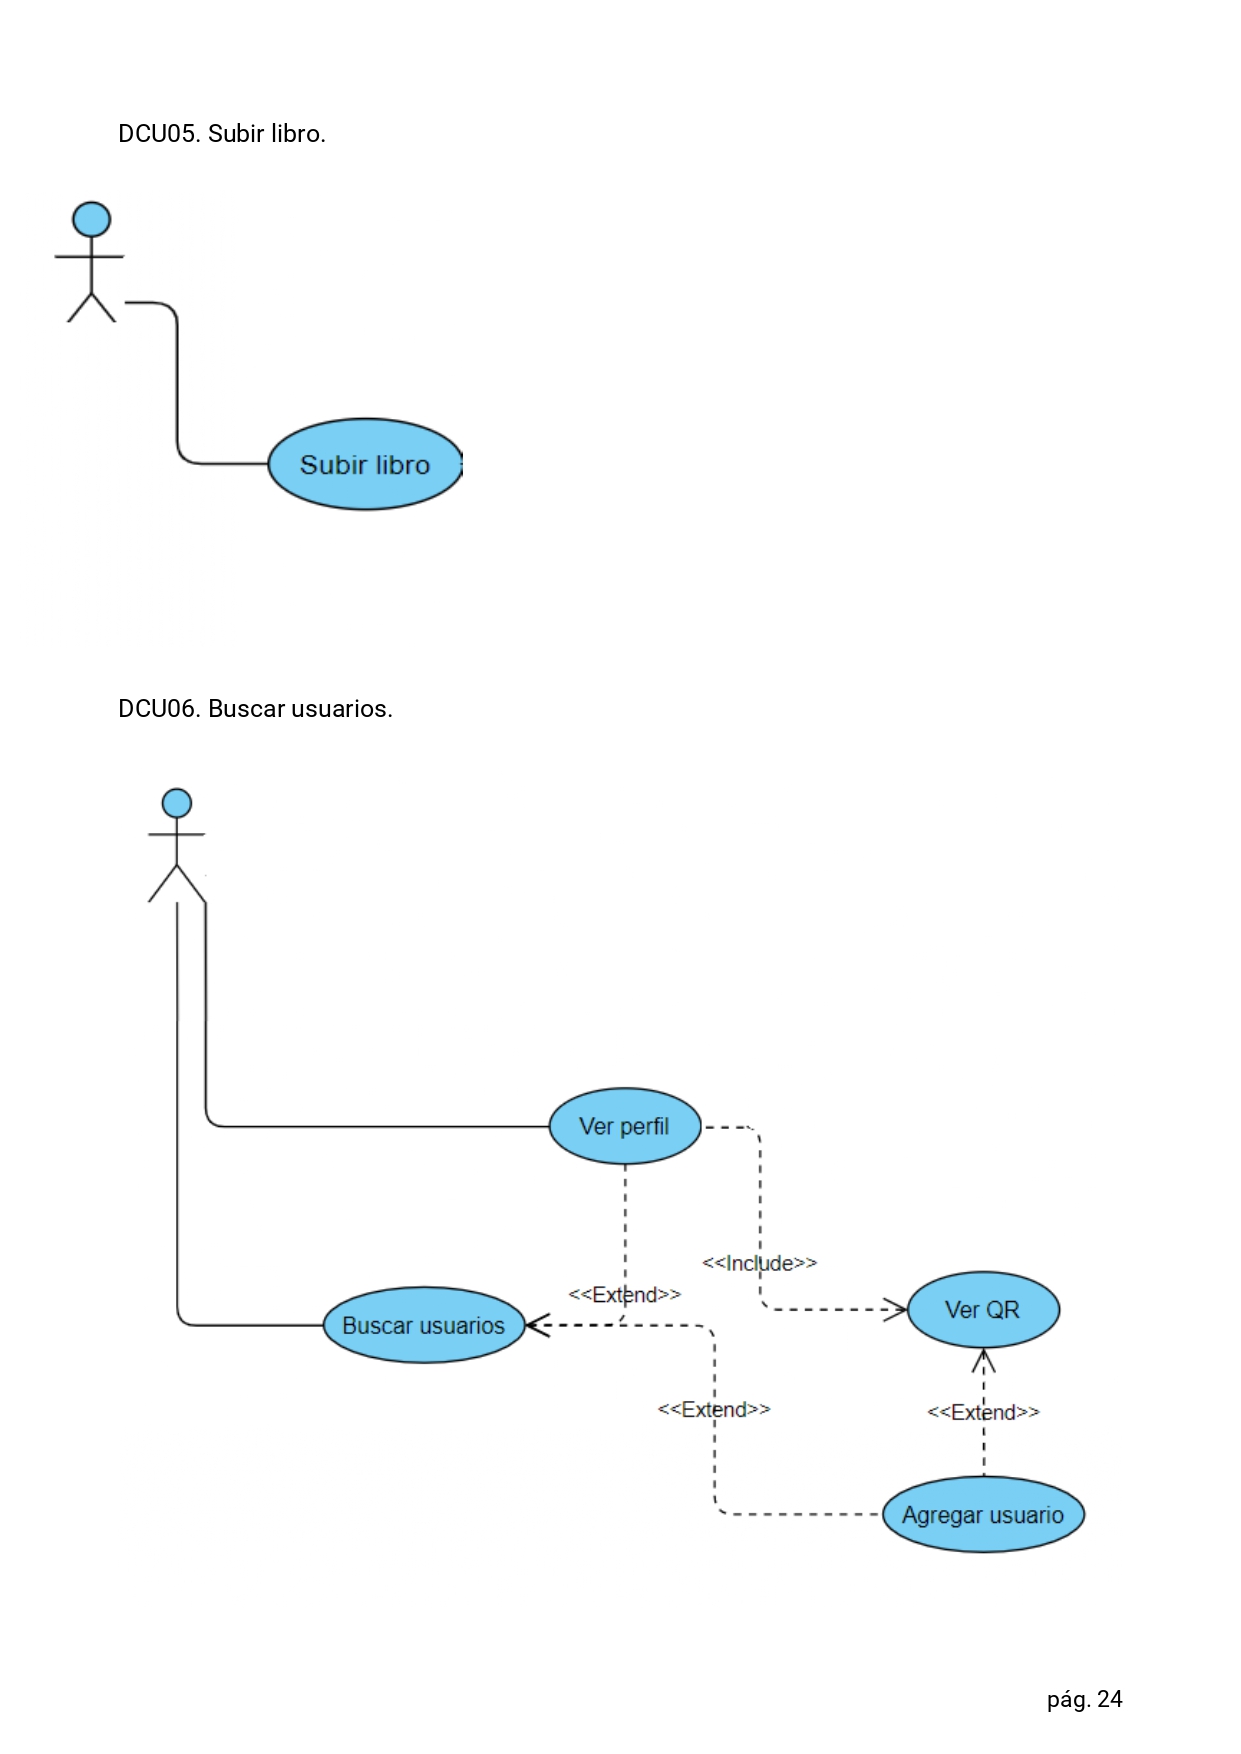 DCU05. Subir libro.
Subir libro
DCU06. Buscar usuarios.
Ver perfil
<<Include>>
<<Extend>>
Ver QR
Buscar usuarios
<<Extend>>
<<Extend>>
Agregar usuario
pág. 24